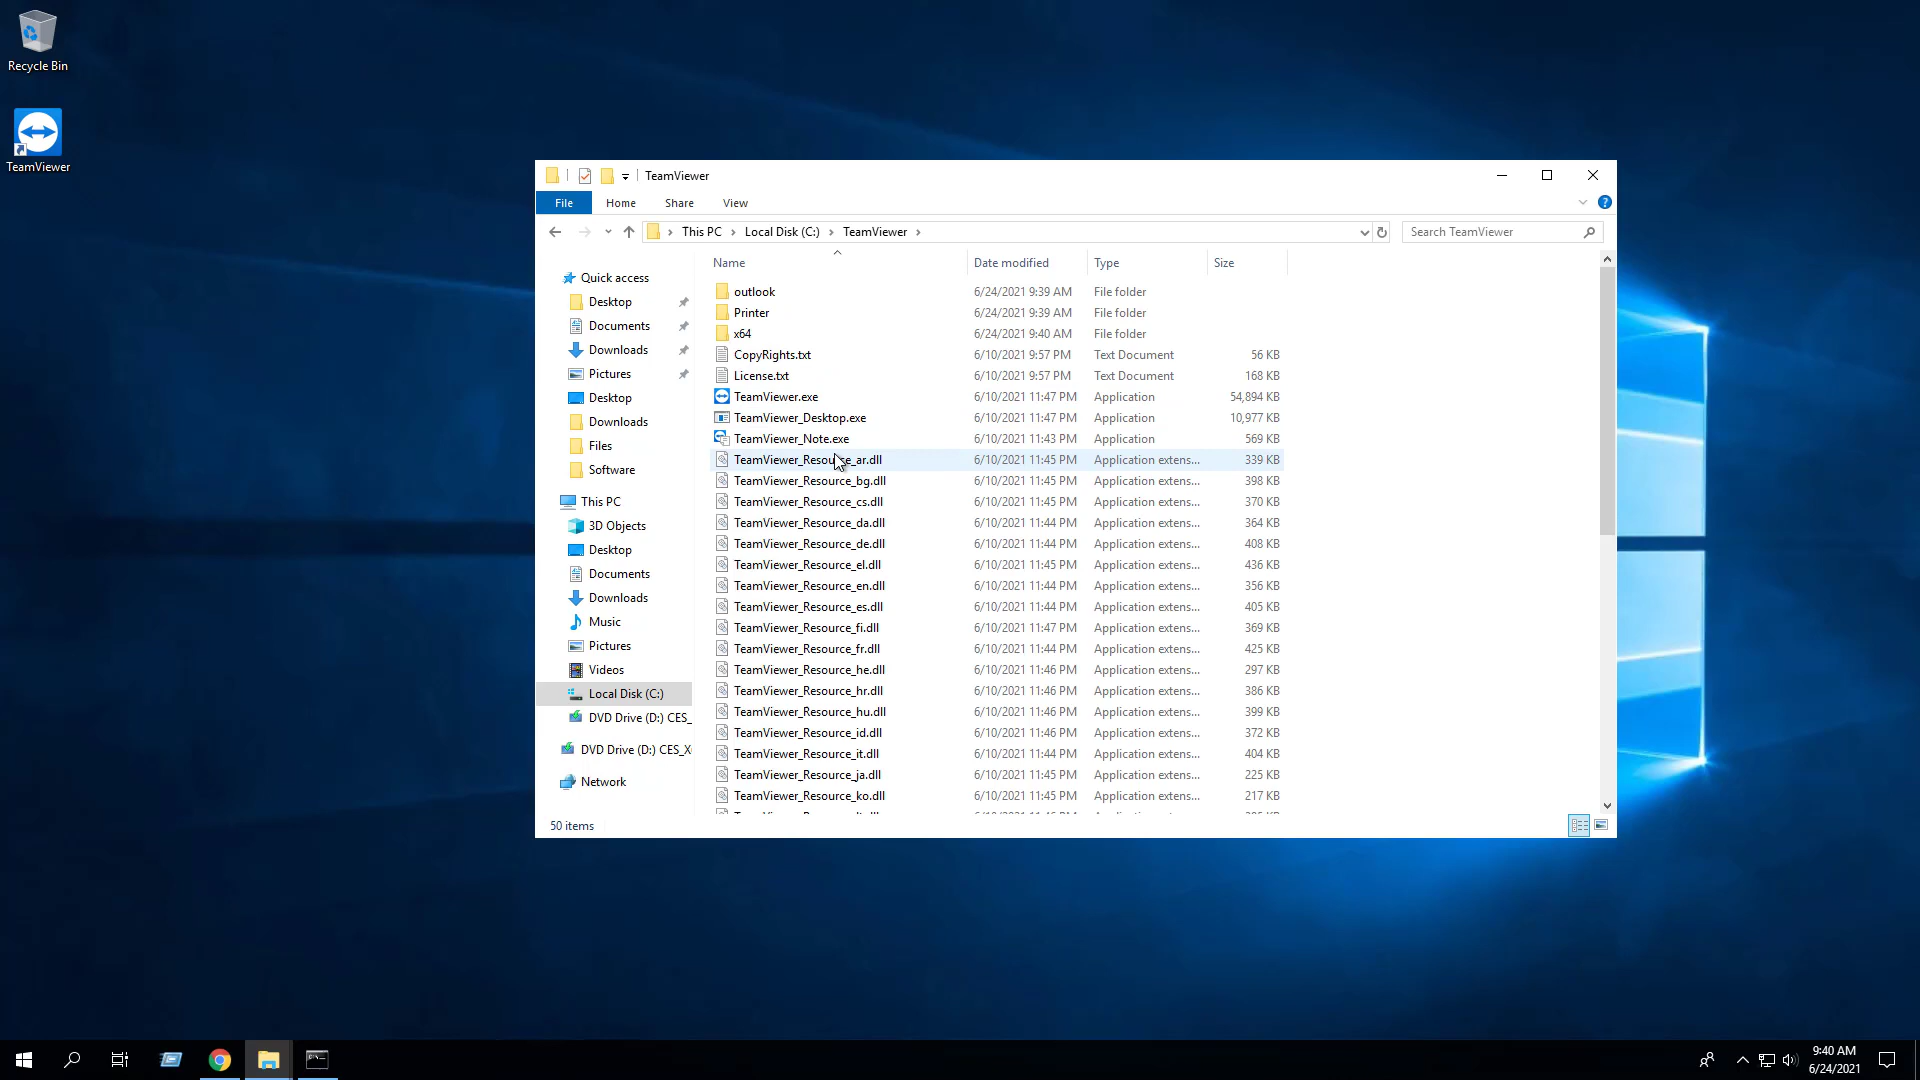 Recycle Bin
TeamViewer
TeamViewer
File Home Share View
This PC Local Disk (C:) TeamViewer
Search TeamViewer
Name Date modified Type Size
Quick access
Desktop
Documents
Downloads
Pictures
Desktop
Downloads
Files
Software
This PC
3D Objects
Desktop
Documents
Downloads
Music
Pictures
Videos
Local Disk (C:)
DVD Drive (D:) CES_
DVD Drive (D:) CES_X
Network
outlook 6/24/2021 9:39 AM File folder
Printer 6/24/2021 9:39 AM File folder
x64 6/24/2021 9:40 AM File folder
CopyRights.txt 6/10/2021 9:57 PM Text Document 56 KB
License.txt 6/10/2021 9:57 PM Text Document 168 KB
TeamViewer.exe 6/10/2021 11:47 PM Application 54,894 KB
TeamViewer_Desktop.exe 6/10/2021 11:47 PM Application 10,977 KB
TeamViewer_Note.exe 6/10/2021 11:43 PM Application 569 KB
TeamViewer_Resource_ar.dll 6/10/2021 11:45 PM Application extens... 339 KB
TeamViewer_Resource_bg.dll 6/10/2021 11:45 PM Application extens... 398 KB
TeamViewer_Resource_cs.dll 6/10/2021 11:45 PM Application extens... 370 KB
TeamViewer_Resource_da.dll 6/10/2021 11:44 PM Application extens... 364 KB
TeamViewer_Resource_de.dll 6/10/2021 11:44 PM Application extens... 408 KB
TeamViewer_Resource_el.dll 6/10/2021 11:45 PM Application extens... 436 KB
TeamViewer_Resource_en.dll 6/10/2021 11:44 PM Application extens... 356 KB
TeamViewer_Resource_es.dll 6/10/2021 11:44 PM Application extens... 405 KB
TeamViewer_Resource_fi.dll 6/10/2021 11:47 PM Application extens... 369 KB
TeamViewer_Resource_fr.dll 6/10/2021 11:44 PM Application extens... 425 KB
TeamViewer_Resource_he.dll 6/10/2021 11:46 PM Application extens... 297 KB
TeamViewer_Resource_hr.dll 6/10/2021 11:46 PM Application extens... 386 KB
TeamViewer_Resource_hu.dll 6/10/2021 11:46 PM Application extens... 399 KB
TeamViewer_Resource_id.dll 6/10/2021 11:46 PM Application extens... 372 KB
TeamViewer_Resource_it.dll 6/10/2021 11:44 PM Application extens... 404 KB
TeamViewer_Resource_ja.dll 6/10/2021 11:45 PM Application extens... 225 KB
TeamViewer_Resource_ko.dll 6/10/2021 11:45 PM Application extens... 217 KB
50 items
9:40 AM
6/24/2021